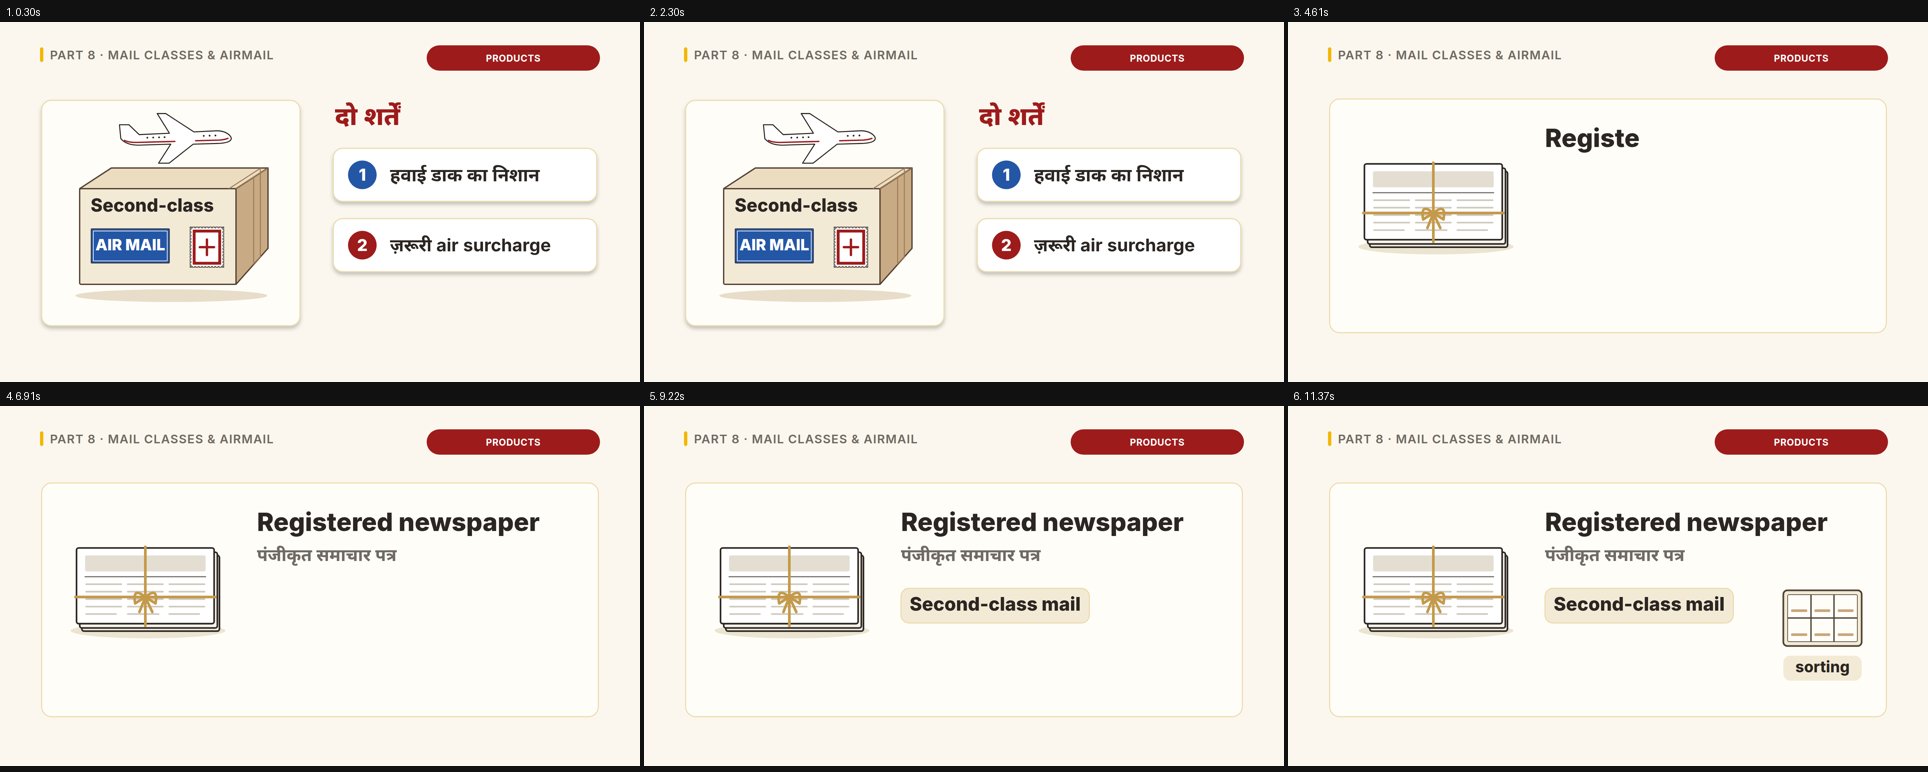 1. 0.30s
PART 8 · MAIL CLASSES & AIRMAIL
PRODUCTS
Second-class
AIR MAIL
दो शर्तें
1 हवाई डाक का निशान
2 ज़रूरी air surcharge
2. 2.30s
PART 8 · MAIL CLASSES & AIRMAIL
PRODUCTS
Second-class
AIR MAIL
दो शर्तें
1 हवाई डाक का निशान
2 ज़रूरी air surcharge
3. 4.61s
PART 8 · MAIL CLASSES & AIRMAIL
PRODUCTS
Registe
4. 6.91s
PART 8 · MAIL CLASSES & AIRMAIL
PRODUCTS
Registered newspaper
पंजीकृत समाचार पत्र
5. 9.22s
PART 8 · MAIL CLASSES & AIRMAIL
PRODUCTS
Registered newspaper
पंजीकृत समाचार पत्र
Second-class mail
6. 11.37s
PART 8 · MAIL CLASSES & AIRMAIL
PRODUCTS
Registered newspaper
पंजीकृत समाचार पत्र
Second-class mail
sorting